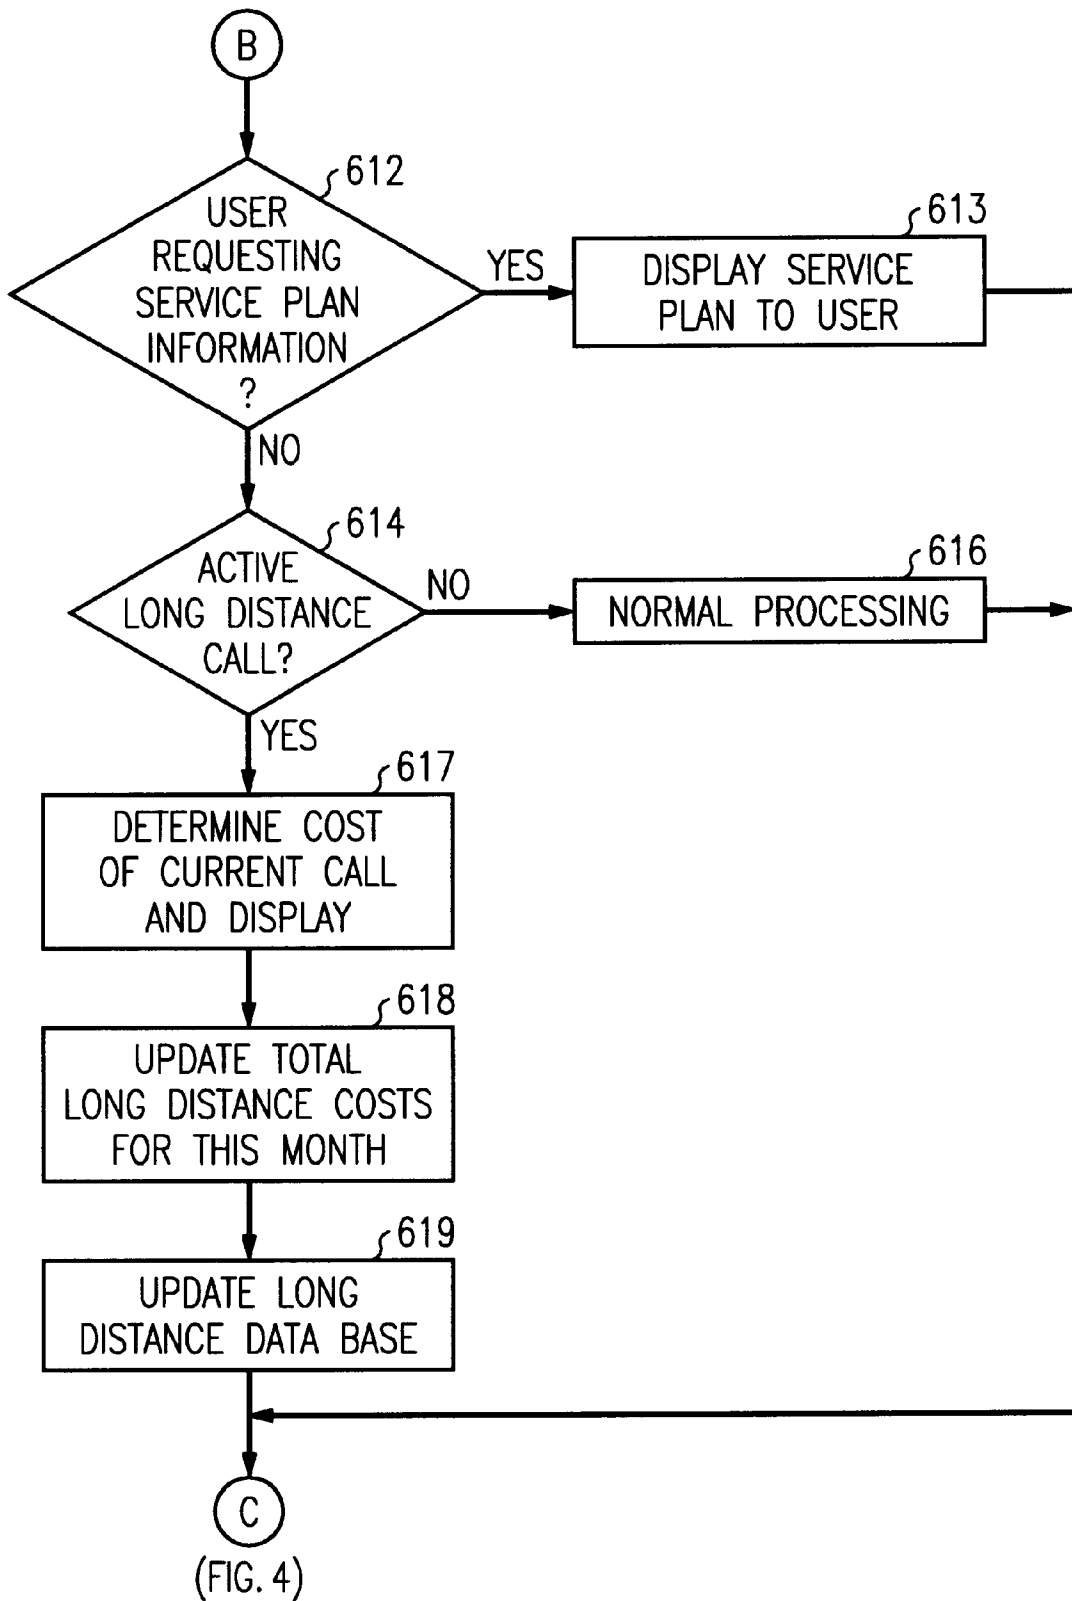 B
612
USER
REQUESTING
SERVICE PLAN
INFORMATION
?
YES
613
DISPLAY SERVICE
PLAN TO USER
NO
614
ACTIVE
LONG DISTANCE
CALL?
NO
616
NORMAL PROCESSING
YES
617
DETERMINE COST
OF CURRENT CALL
AND DISPLAY
618
UPDATE TOTAL
LONG DISTANCE COSTS
FOR THIS MONTH
619
UPDATE LONG
DISTANCE DATA BASE
C
(FIG. 4)